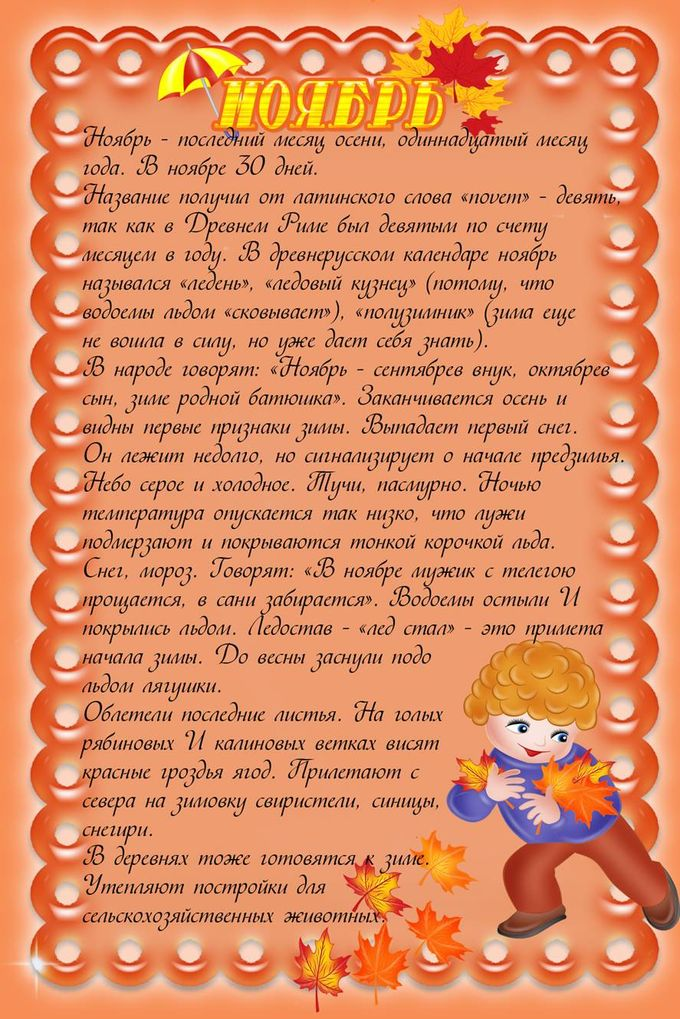 НОЯБРЬ
Ноябрь - последний месяц осени, одиннадцатый месяц
года. В ноябре 30 дней.
Название получил от латинского слова «novem» - девять,
так как в Древнем Риме был девятым по счету
месяцем в году. В древнерусском календаре ноябрь
назывался «ледень», «ледовый кузнец» (потому, что
водоемы льдом «сковывает»), «полузимник» (зима еще
не вошла в силу, но уже дает себя знать).
В народе говорят: «Ноябрь - сентябрев внук, октябрев
сын, зиме родной батюшка». Заканчивается осень и
видны первые признаки зимы. Выпадает первый снег.
Он лежит недолго, но сигнализирует о начале предзимья.
Небо серое и холодное. Тучи, пасмурно. Ночью
температура опускается так низко, что лужи
подмерзают и покрываются тонкой корочкой льда.
Снег, мороз. Говорят: «В ноябре мужик с телегою
прощается, в сани забирается». Водоемы остыли И
покрылись льдом. Ледостав - «лед стал» - это примета
начала зимы. До весны заснули подо
льдом лягушки.
Облетели последние листья. На голых
рябиновых И калиновых ветках висят
красные гроздья ягод. Прилетают с
севера на зимовку свиристели, синицы,
снегири.
В деревнях тоже готовятся к зиме.
Утепляют постройки для
сельскохозяйственных животных.